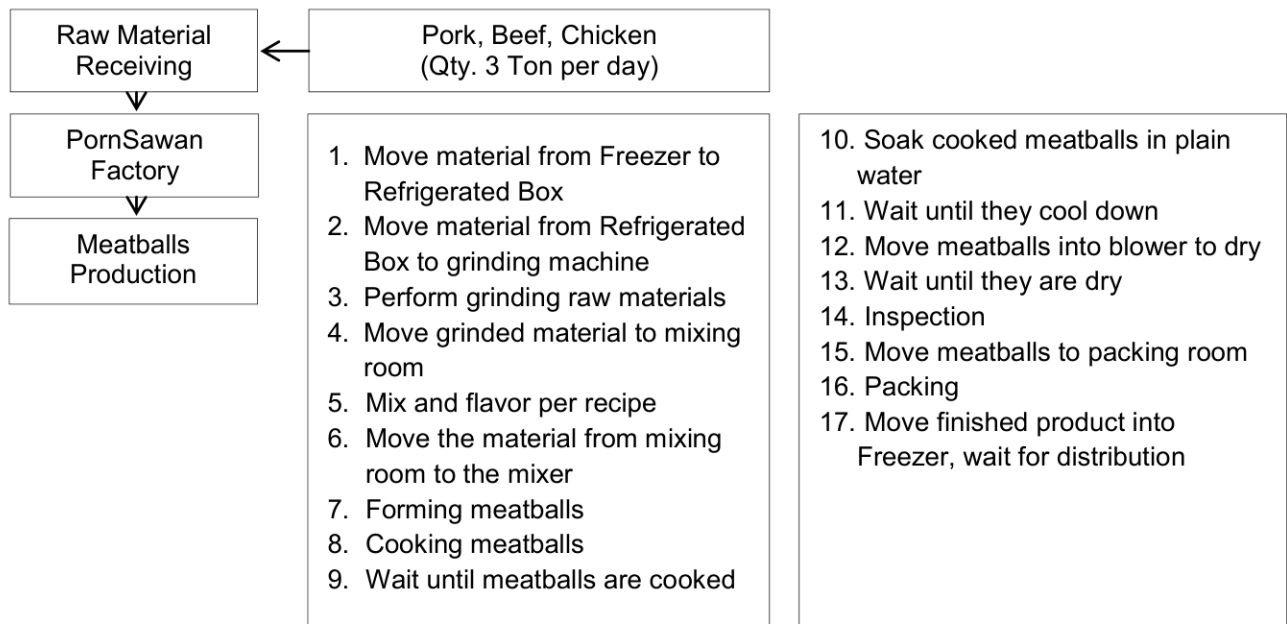 Raw Material
Receiving
Pork, Beef, Chicken
(Qty. 3 Ton per day)
PornSawan
Factory
Meatballs
Production
1. Move material from Freezer to
Refrigerated Box
2. Move material from Refrigerated
Box to grinding machine
3. Perform grinding raw materials
4. Move grinded material to mixing
room
5. Mix and flavor per recipe
6. Move the material from mixing
room to the mixer
7. Forming meatballs
8. Cooking meatballs
9. Wait until meatballs are cooked
10. Soak cooked meatballs in plain
water
11. Wait until they cool down
12. Move meatballs into blower to dry
13. Wait until they are dry
14. Inspection
15. Move meatballs to packing room
16. Packing
17. Move finished product into
Freezer, wait for distribution